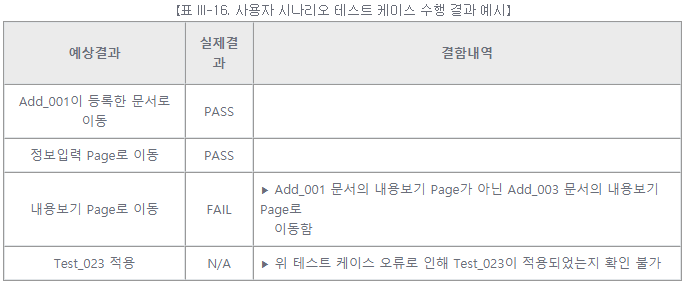 【표 III-16. 사용자 시나리오 테스트 케이스 수행 결과 예시】
예상결과
실제결
과
결함내역
Add_001이 등록한 문서로
이동
PASS
정보입력 Page로 이동
PASS
내용보기 Page로 이동
FAIL
▶ Add_001 문서의 내용보기 Page가 아닌 Add_003 문서의 내용보기
Page로
이동함
Test_023 적용
N/A
▶ 위 테스트 케이스 오류로 인해 Test_023이 적용되었는지 확인 불가